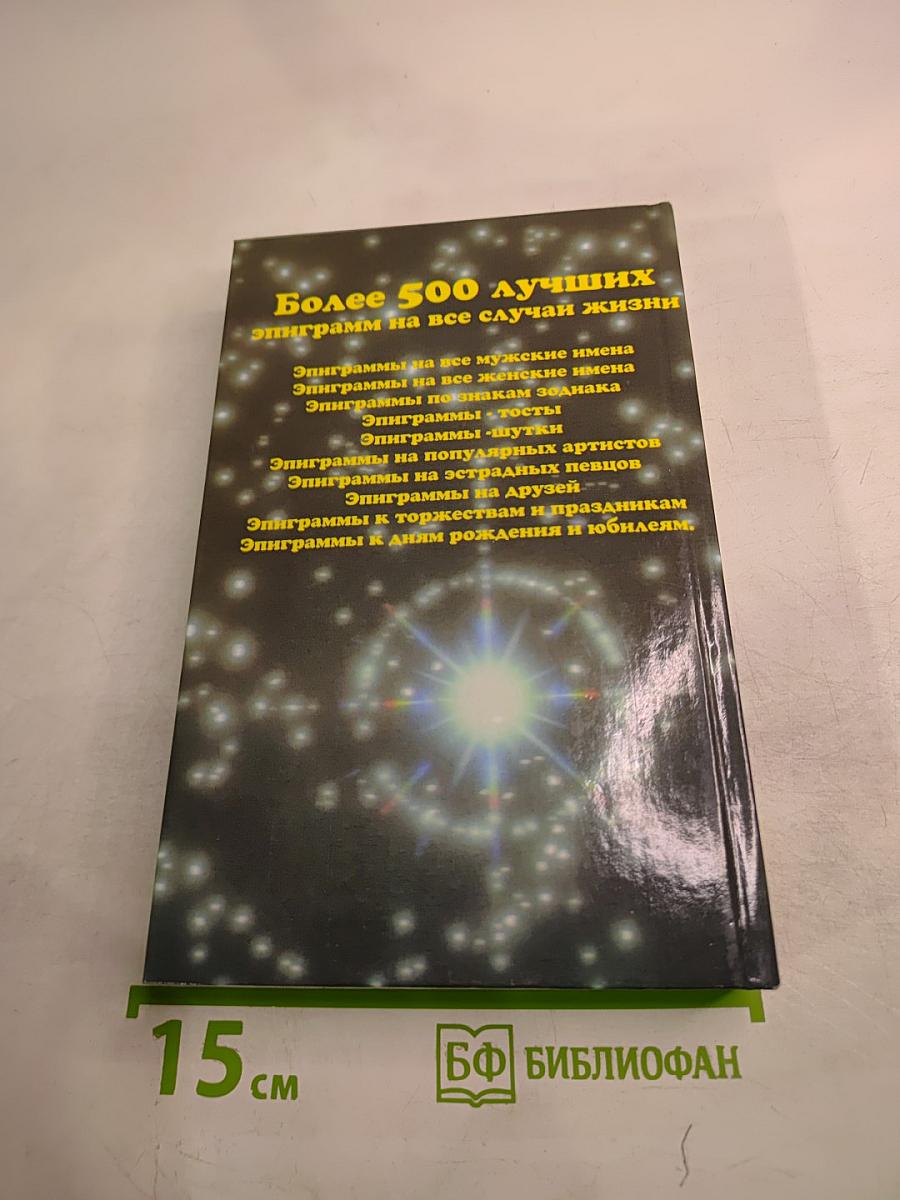 Более 500 лучших
эпиграмм на все случаи жизни
Эпиграммы на все мужские имена
Эпиграммы на все женские имена
Эпиграммы по знакам зодиака
Эпиграммы - тосты
Эпиграммы -шутки
Эпиграммы на популярных артистов
Эпиграммы на эстрадных певцов
Эпиграммы на друзей
Эпиграммы к торжествам и праздникам
Эпиграммы к дням рождения и юбилеям.
15 см
БФ БИБЛИОФАН